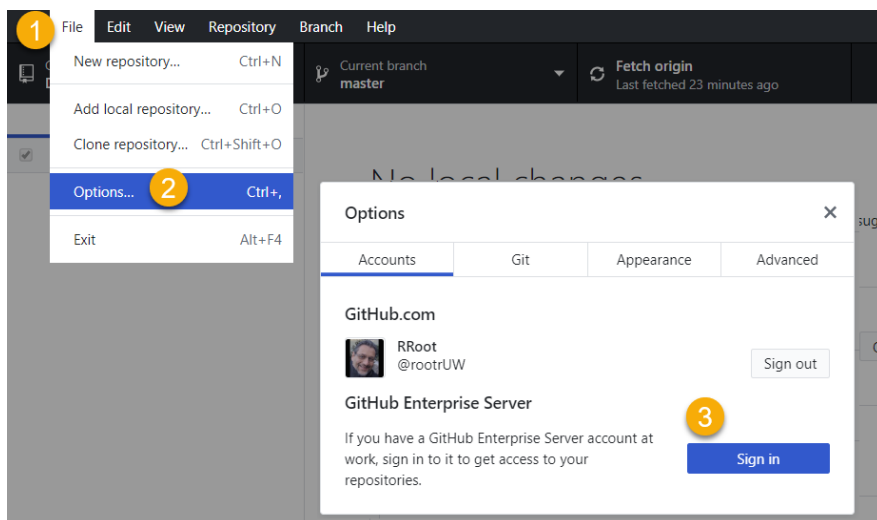 1
File Edit View Repository Branch Help
New repository... Ctrl+N
Add local repository... Ctrl+O
Clone repository... Ctrl+Shift+O
Options... 2 Ctrl+,
Exit Alt+F4
Current branch
master
Fetch origin
Last fetched 23 minutes ago
No local changes
Options
Accounts Git Appearance Advanced
GitHub.com
RRoot
@rootrUW
Sign out
GitHub Enterprise Server
3
If you have a GitHub Enterprise Server account at
work, sign in to it to get access to your
repositories.
Sign in